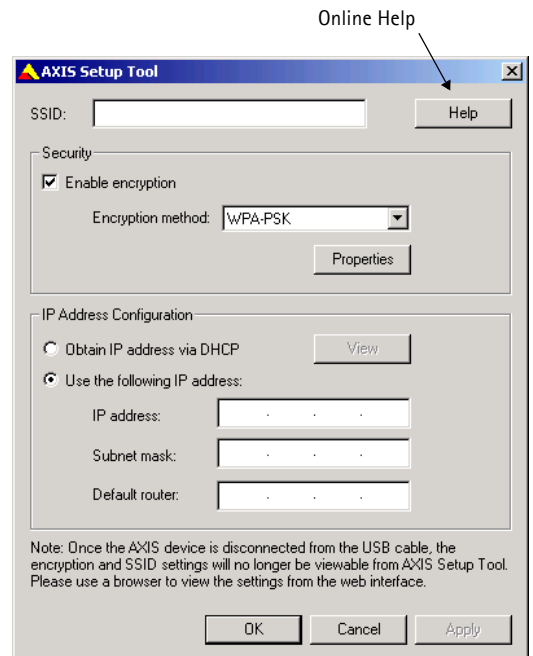 Online Help
AXIS Setup Tool
SSID:
Help
Security
Enable encryption
Encryption method: WPA-PSK
Properties
IP Address Configuration
Obtain IP address via DHCP
View
Use the following IP address:
IP address:
Subnet mask:
Default router:
Note: Once the AXIS device is disconnected from the USB cable, the
encryption and SSID settings will no longer be viewable from AXIS Setup Tool.
Please use a browser to view the settings from the web interface.
OK Cancel Apply